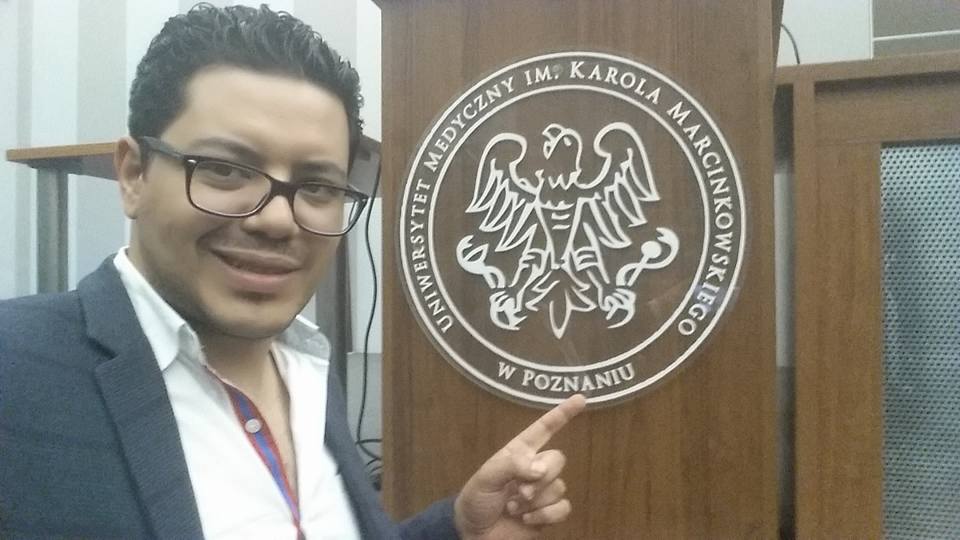 UNIWERSYTET MEDYCZNY IM. KAROLA MARCINKOWSKIEGO
W POZNANIU